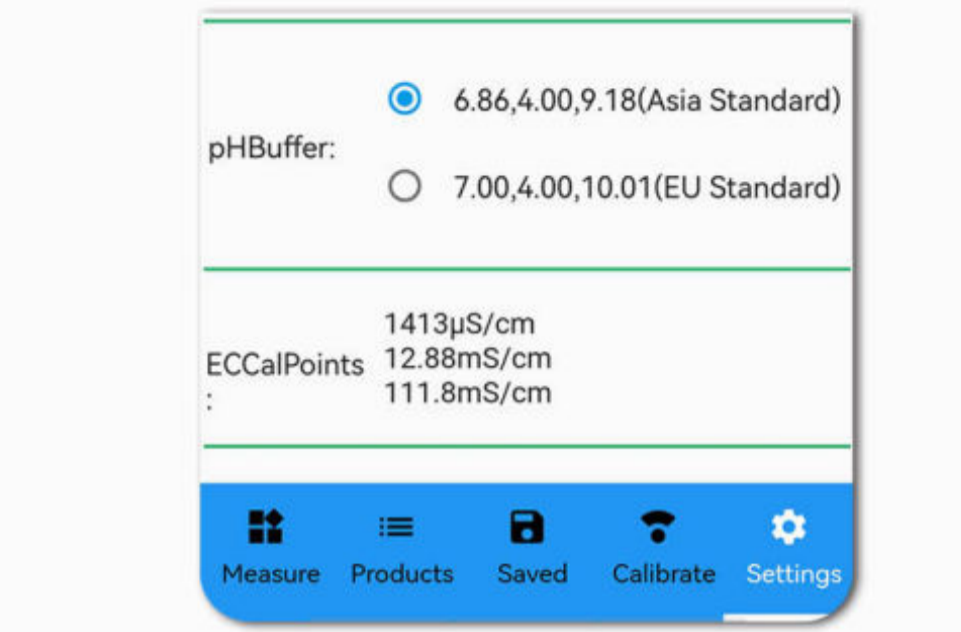 6.86,4.00,9.18(Asia Standard)
pHBuffer:
7.00,4.00,10.01(EU Standard)
1413µS/cm
ECCalPoints
12.88mS/cm
:
111.8mS/cm
Measure Products Saved Calibrate Settings